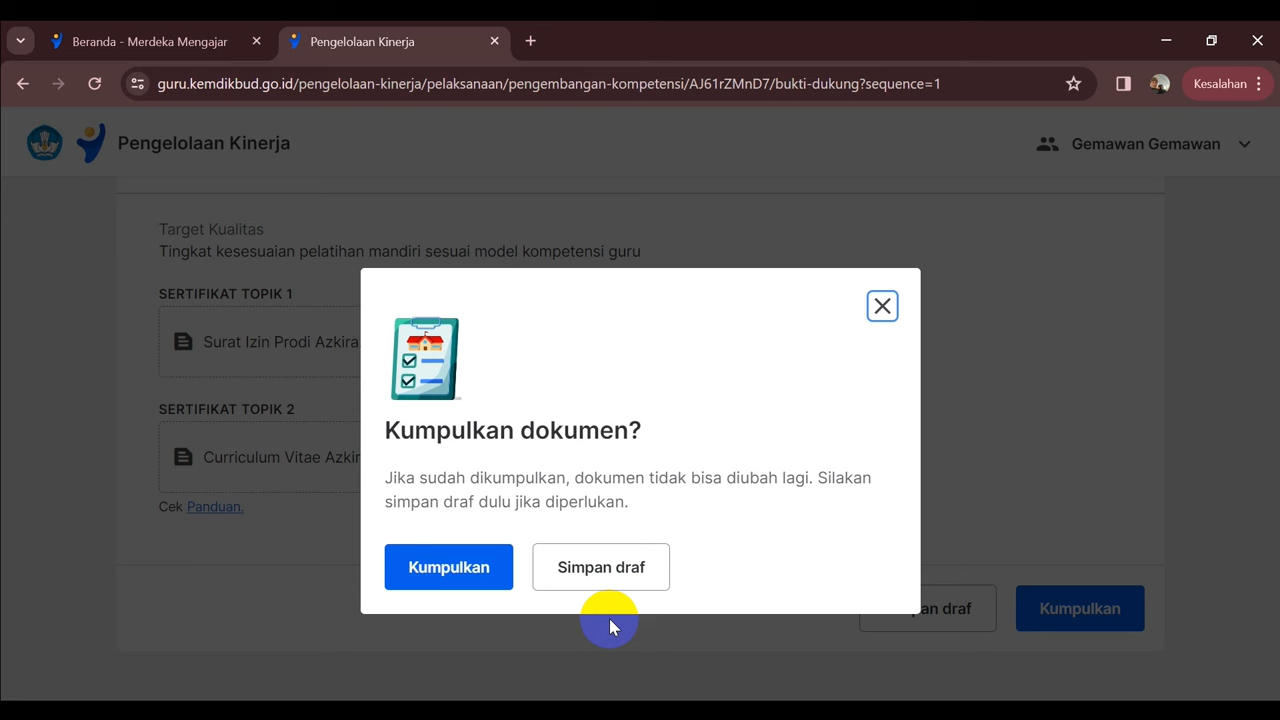 Beranda - Merdeka Mengajar
Pengelolaan Kinerja
guru.kemdikbud.go.id/pengelolaan-kinerja/pelaksanaan/pengembangan-kompetensi/AJ61rZMnD7/bukti-dukung?sequence=1
Kesalahan
Pengelolaan Kinerja
Gemawan Gemawan
Target Kualitas
Tingkat kesesuaian pelatihan mandiri sesuai model kompetensi guru
SERTIFIKAT TOPIK 1
Surat Izin Prodi Azkira
SERTIFIKAT TOPIK 2
Curriculum Vitae Azkir
Cek Panduan.
Kumpulkan dokumen?
Jika sudah dikumpulkan, dokumen tidak bisa diubah lagi. Silakan
simpan draf dulu jika diperlukan.
Kumpulkan
Simpan draf
an draf
Kumpulkan